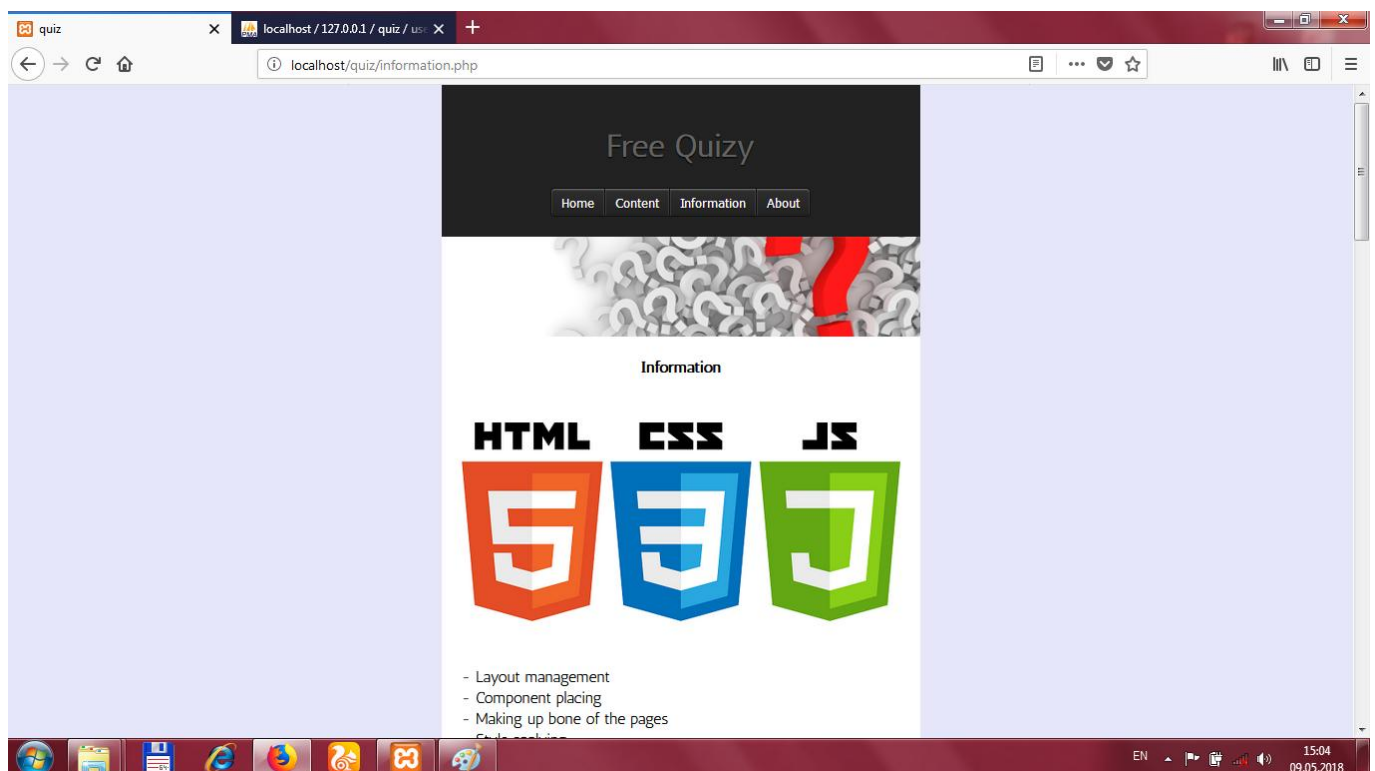 quiz
localhost / 127.0.0.1 / quiz / use
localhost/quiz/information.php
Free Quizy
Home Content Information About
Information
HTML CSS JS
- Layout management
- Component placing
- Making up bone of the pages
- Style applying
EN
15:04
09.05.2018